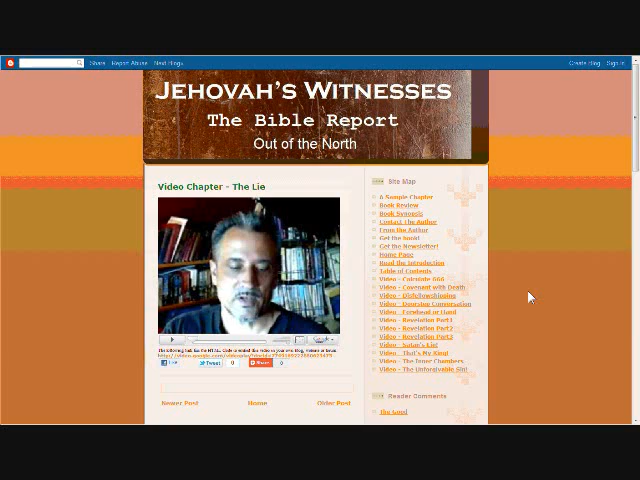 Share Report Abuse Next Blog» Create Blog Sign In
JEHOVAH'S WITNESSES
The Bible Report
Out of the North
Video Chapter - The Lie
Like Tweet 0 Share 0
Newer Post Home Older Post
Site Map
A Sample Chapter
Book Review
Book Synopsis
Contact The Author
From the Author
Get the book!
Get the Newsletter!
Home Page
Read the Introduction
Table of Contents
Video - Calculate 666
Video - Covenant with Death
Video - Disfellowshipping
Video - Doorstep Conversation
Video - Forehead or Hand
Video - Revelation Part1
Video - Revelation Part2
Video - Revelation Part3
Video - Satan's Lie!
Video - That's My King!
Video - The Inner Chambers
Video - The Unforgivable Sin!
Reader Comments
The Good